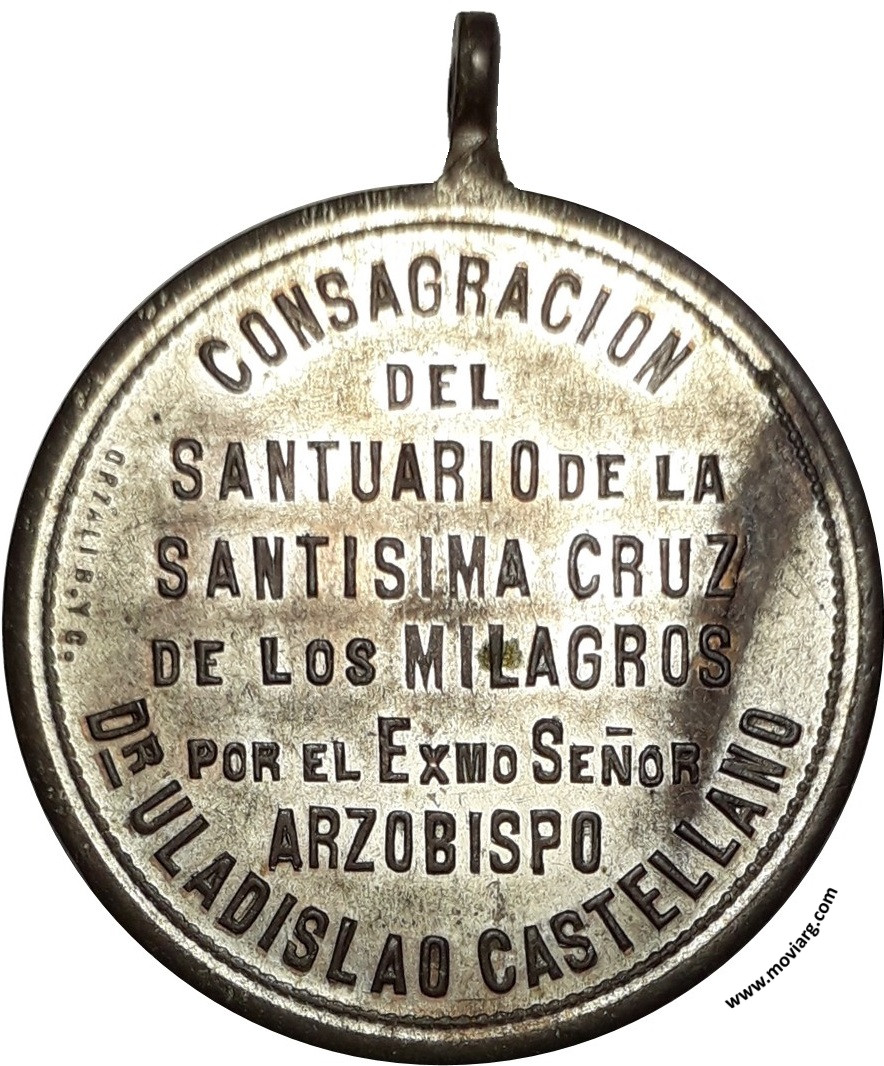 CONSAGRACION
DEL
SANTUARIO DE LA
SANTISIMA CRUZ
DE LOS MILAGROS
POR EL EXMO SEÑOR
ARZOBISPO
DR ULADISLAO CASTELLANO
ORZALI B. Y C.
www.moviarg.com